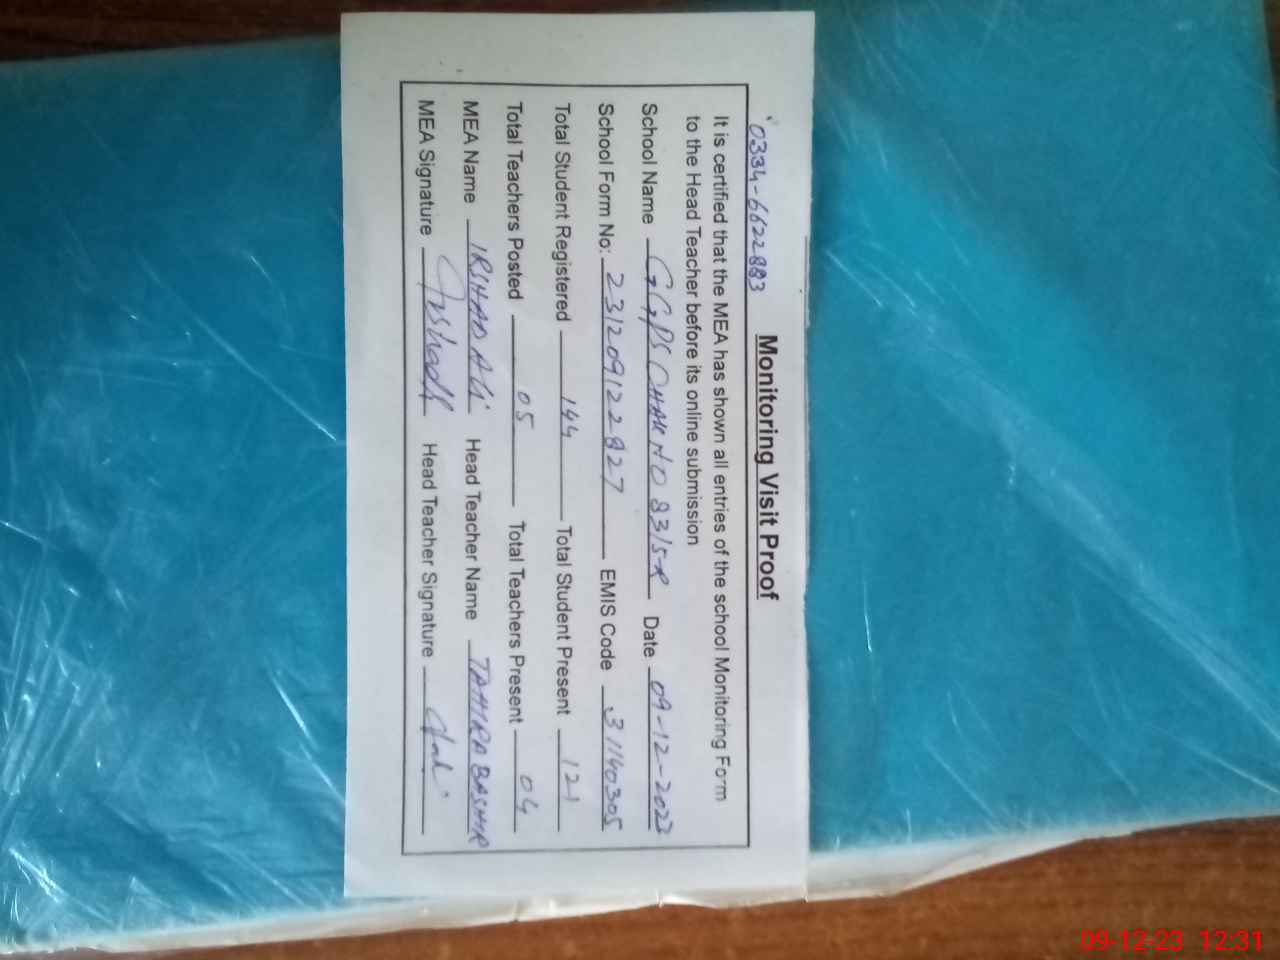 0334-6622883
Monitoring Visit Proof
It is certified that the MEA has shown all entries of the school Monitoring Form
to the Head Teacher before its online submission
School Name GGPS CHAK NO 83/5-R Date 09-12-2023
School Form No: 231209122827 EMIS Code 31140305
Total Student Registered 144 Total Student Present 121
Total Teachers Posted 05 Total Teachers Present 04
MEA Name IRSHAD ALI Head Teacher Name TAHIRA BASHIR
MEA Signature Head Teacher Signature
09-12-23 12:31